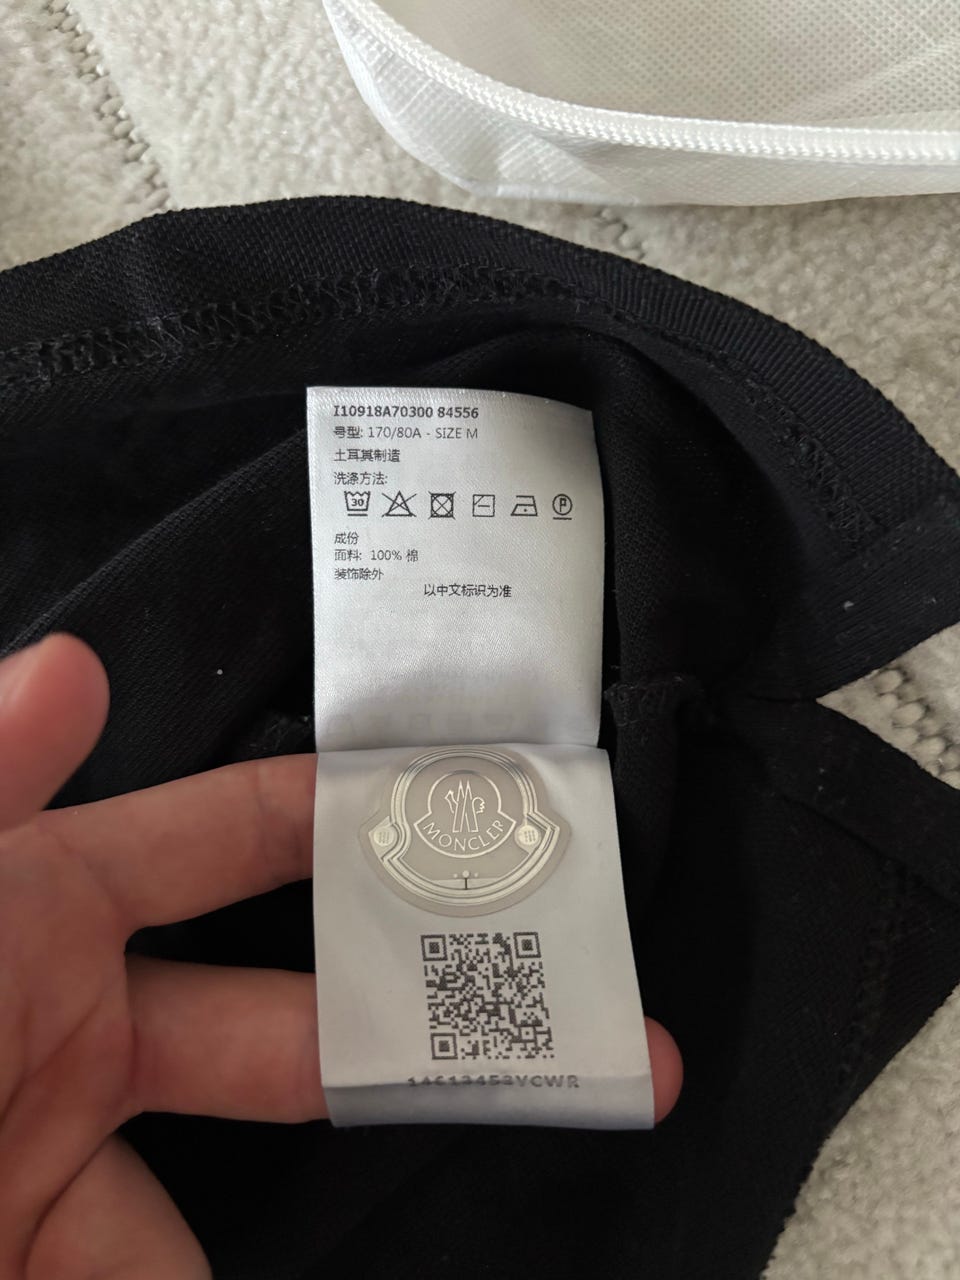 I10918A70300 84556
号型: 170/80A - SIZE M
土耳其制造
洗涤方法:
30
P
成份
面料: 100% 棉
装饰除外
以中文标识为准
MONCLER